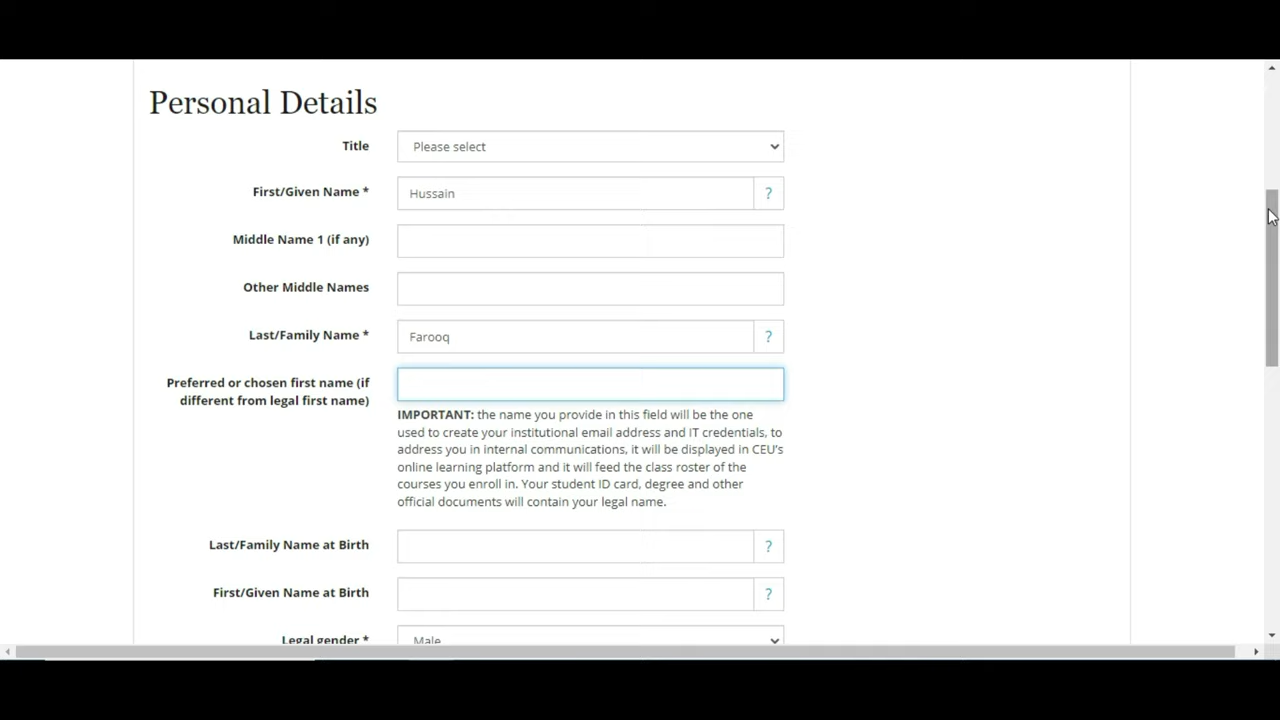 Personal Details
Title
Please select
First/Given Name *
Hussain
?
Middle Name 1 (if any)
Other Middle Names
Last/Family Name *
Farooq
?
Preferred or chosen first name (if
different from legal first name)
IMPORTANT: the name you provide in this field will be the one
used to create your institutional email address and IT credentials, to
address you in internal communications, it will be displayed in CEU's
online learning platform and it will feed the class roster of the
courses you enroll in. Your student ID card, degree and other
official documents will contain your legal name.
Last/Family Name at Birth
?
First/Given Name at Birth
?
Legal gender *
Male